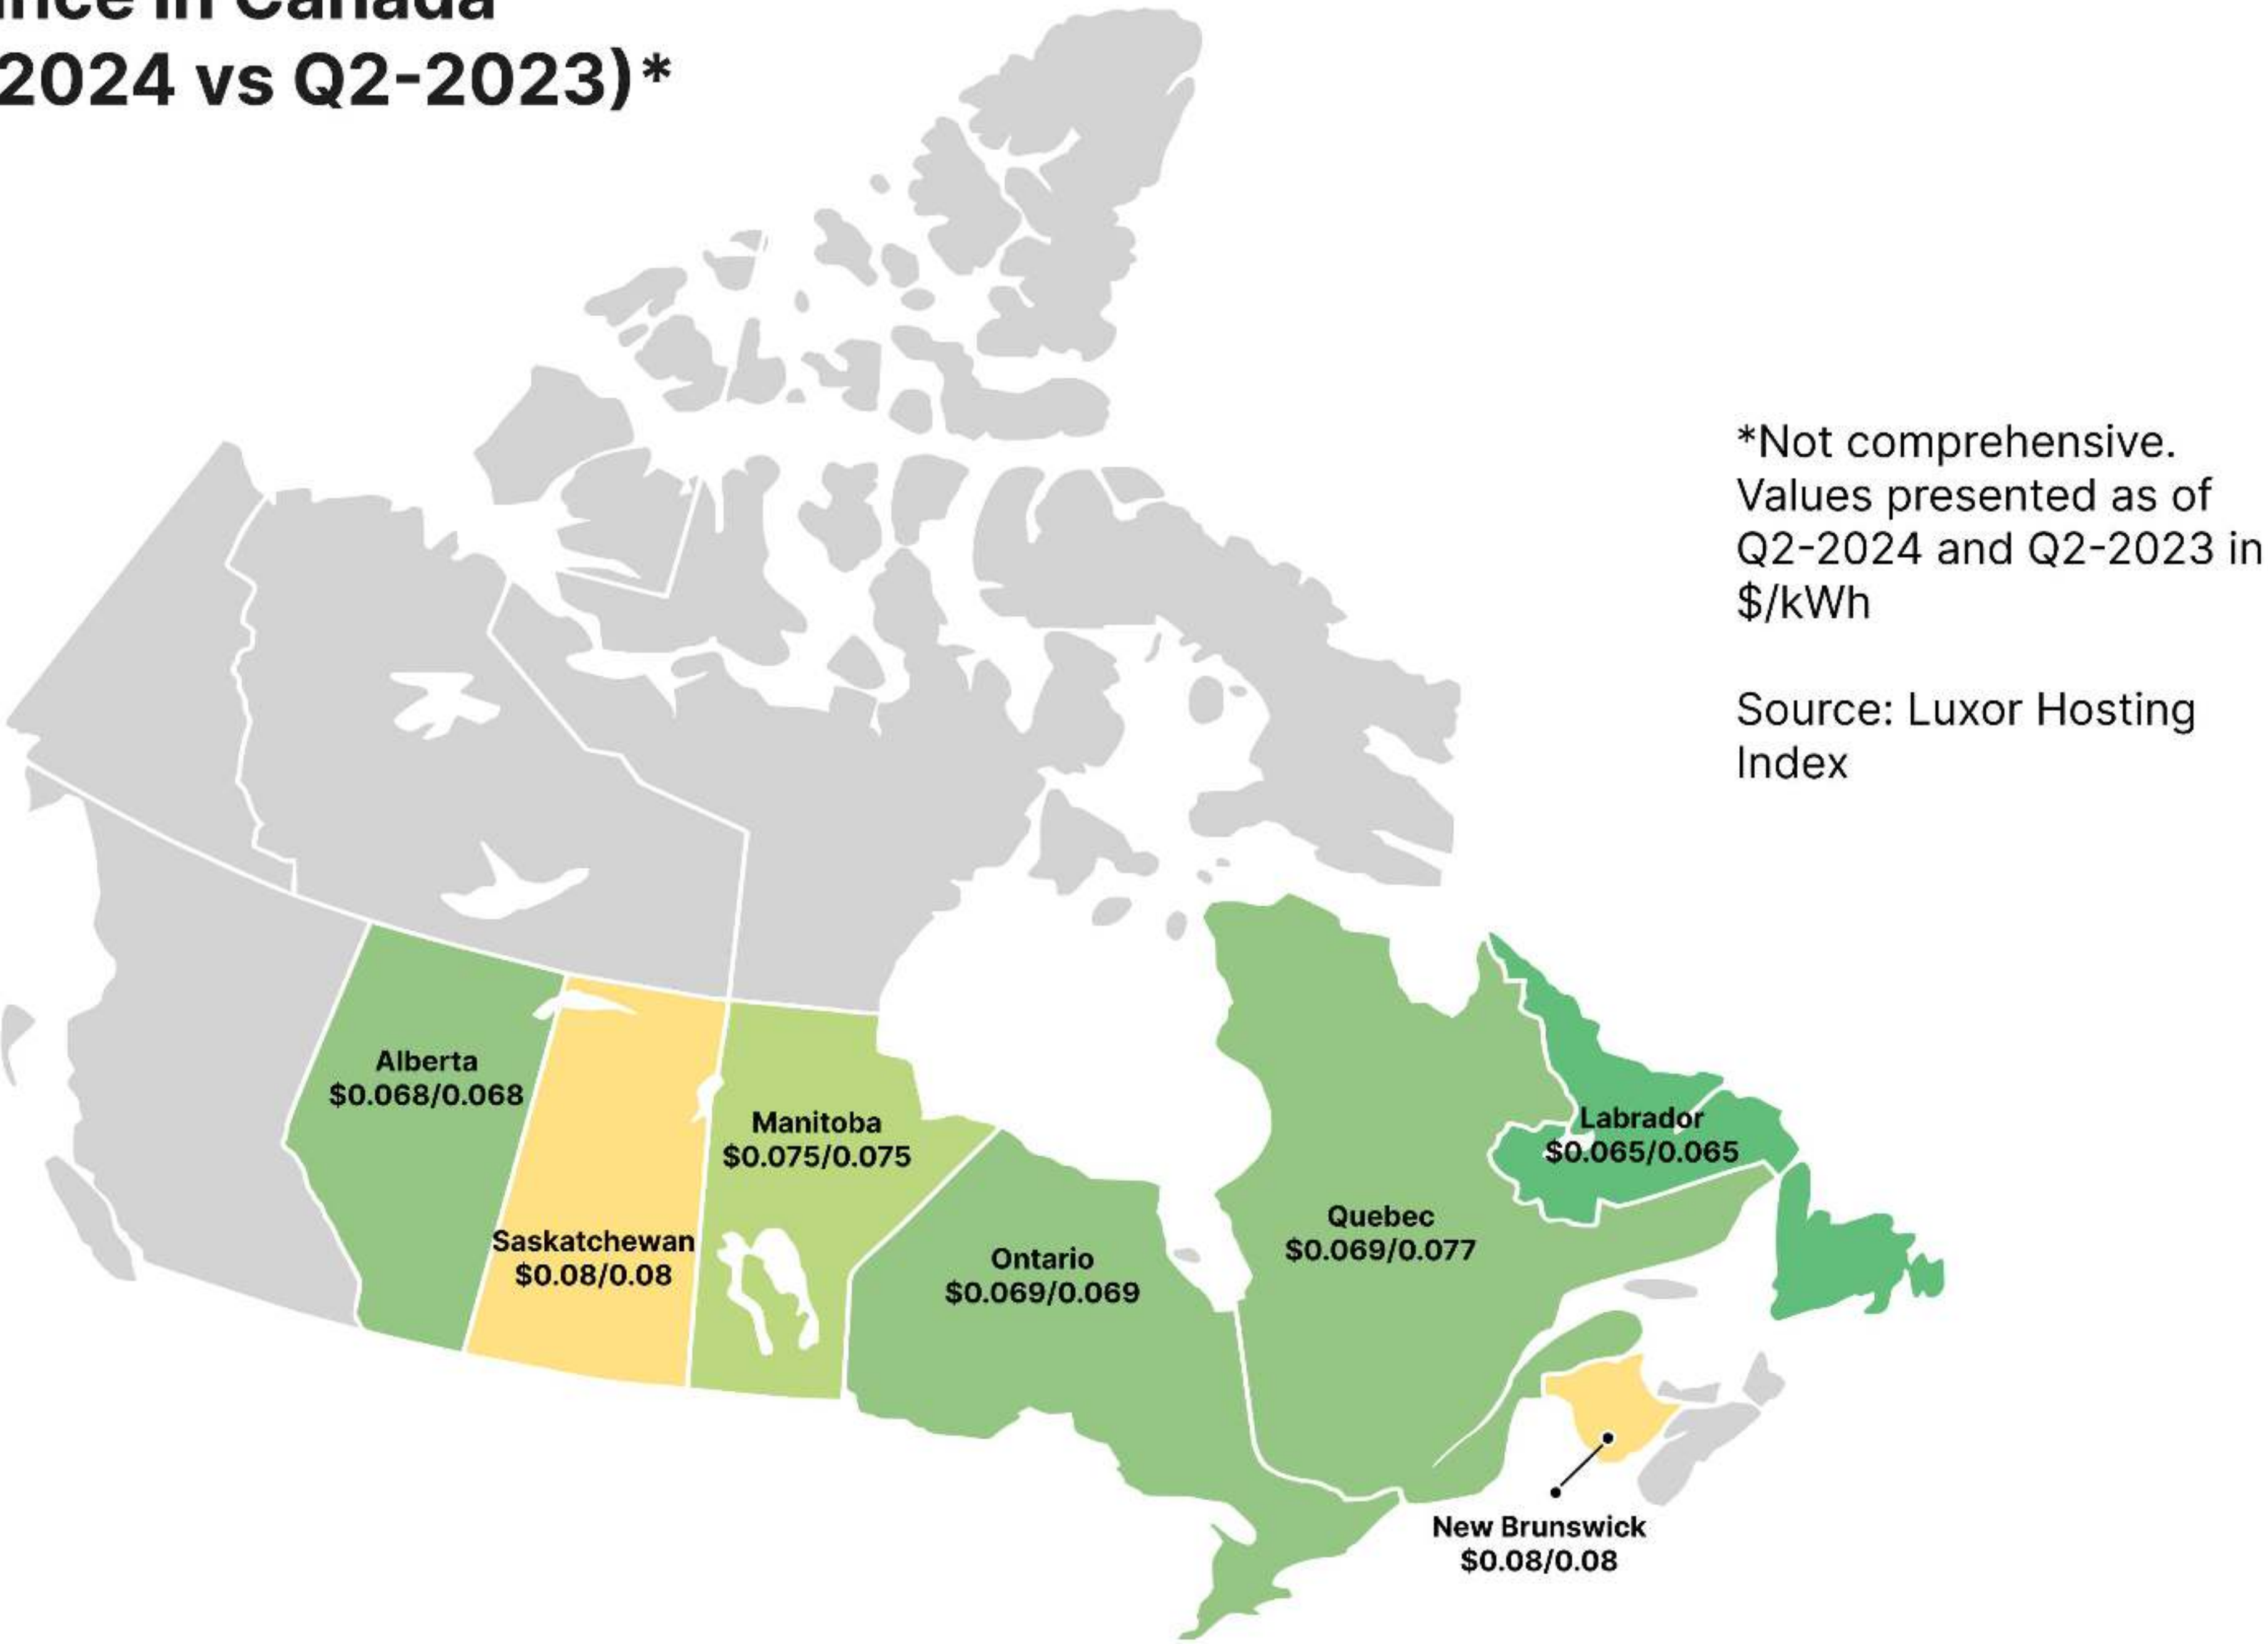 ince in Canada
2024 vs Q2-2023)*
*Not comprehensive.
Values presented as of
Q2-2024 and Q2-2023 in
$/kWh
Source: Luxor Hosting
Index
Alberta
$0.068/0.068
Manitoba
$0.075/0.075
Labrador
$0.065/0.065
Saskatchewan
$0.08/0.08
Quebec
$0.069/0.077
Ontario
$0.069/0.069
New Brunswick
$0.08/0.08